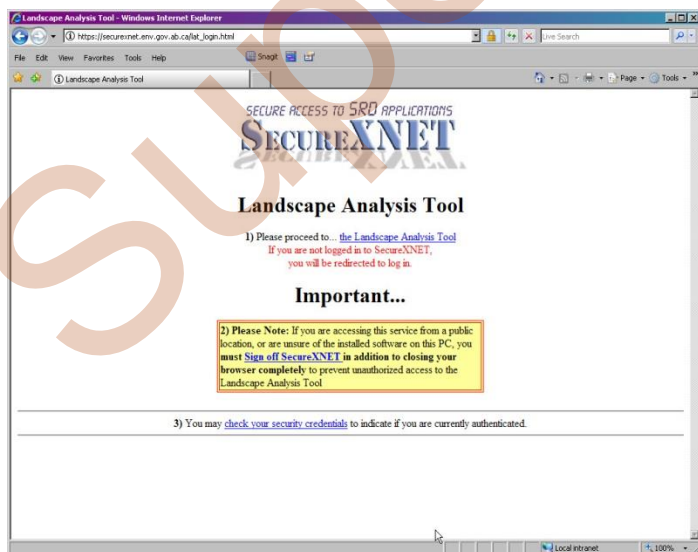 Landscape Analysis Tool - Windows Internet Explorer
https://securexnet.env.gov.ab.ca/lat_login.html
Live Search
File Edit View Favorites Tools Help
SnagIt
Landscape Analysis Tool
Page Tools
SECURE ACCESS TO SRD APPLICATIONS
SECUREXNET
Landscape Analysis Tool
1) Please proceed to... the Landscape Analysis Tool
If you are not logged in to SecureXNET,
you will be redirected to log in.
Important...
2) Please Note: If you are accessing this service from a public
location, or are unsure of the installed software on this PC, you
must Sign off SecureXNET in addition to closing your
browser completely to prevent unauthorized access to the
Landscape Analysis Tool
3) You may check your security credentials to indicate if you are currently authenticated.
Local intranet
100%
Sup